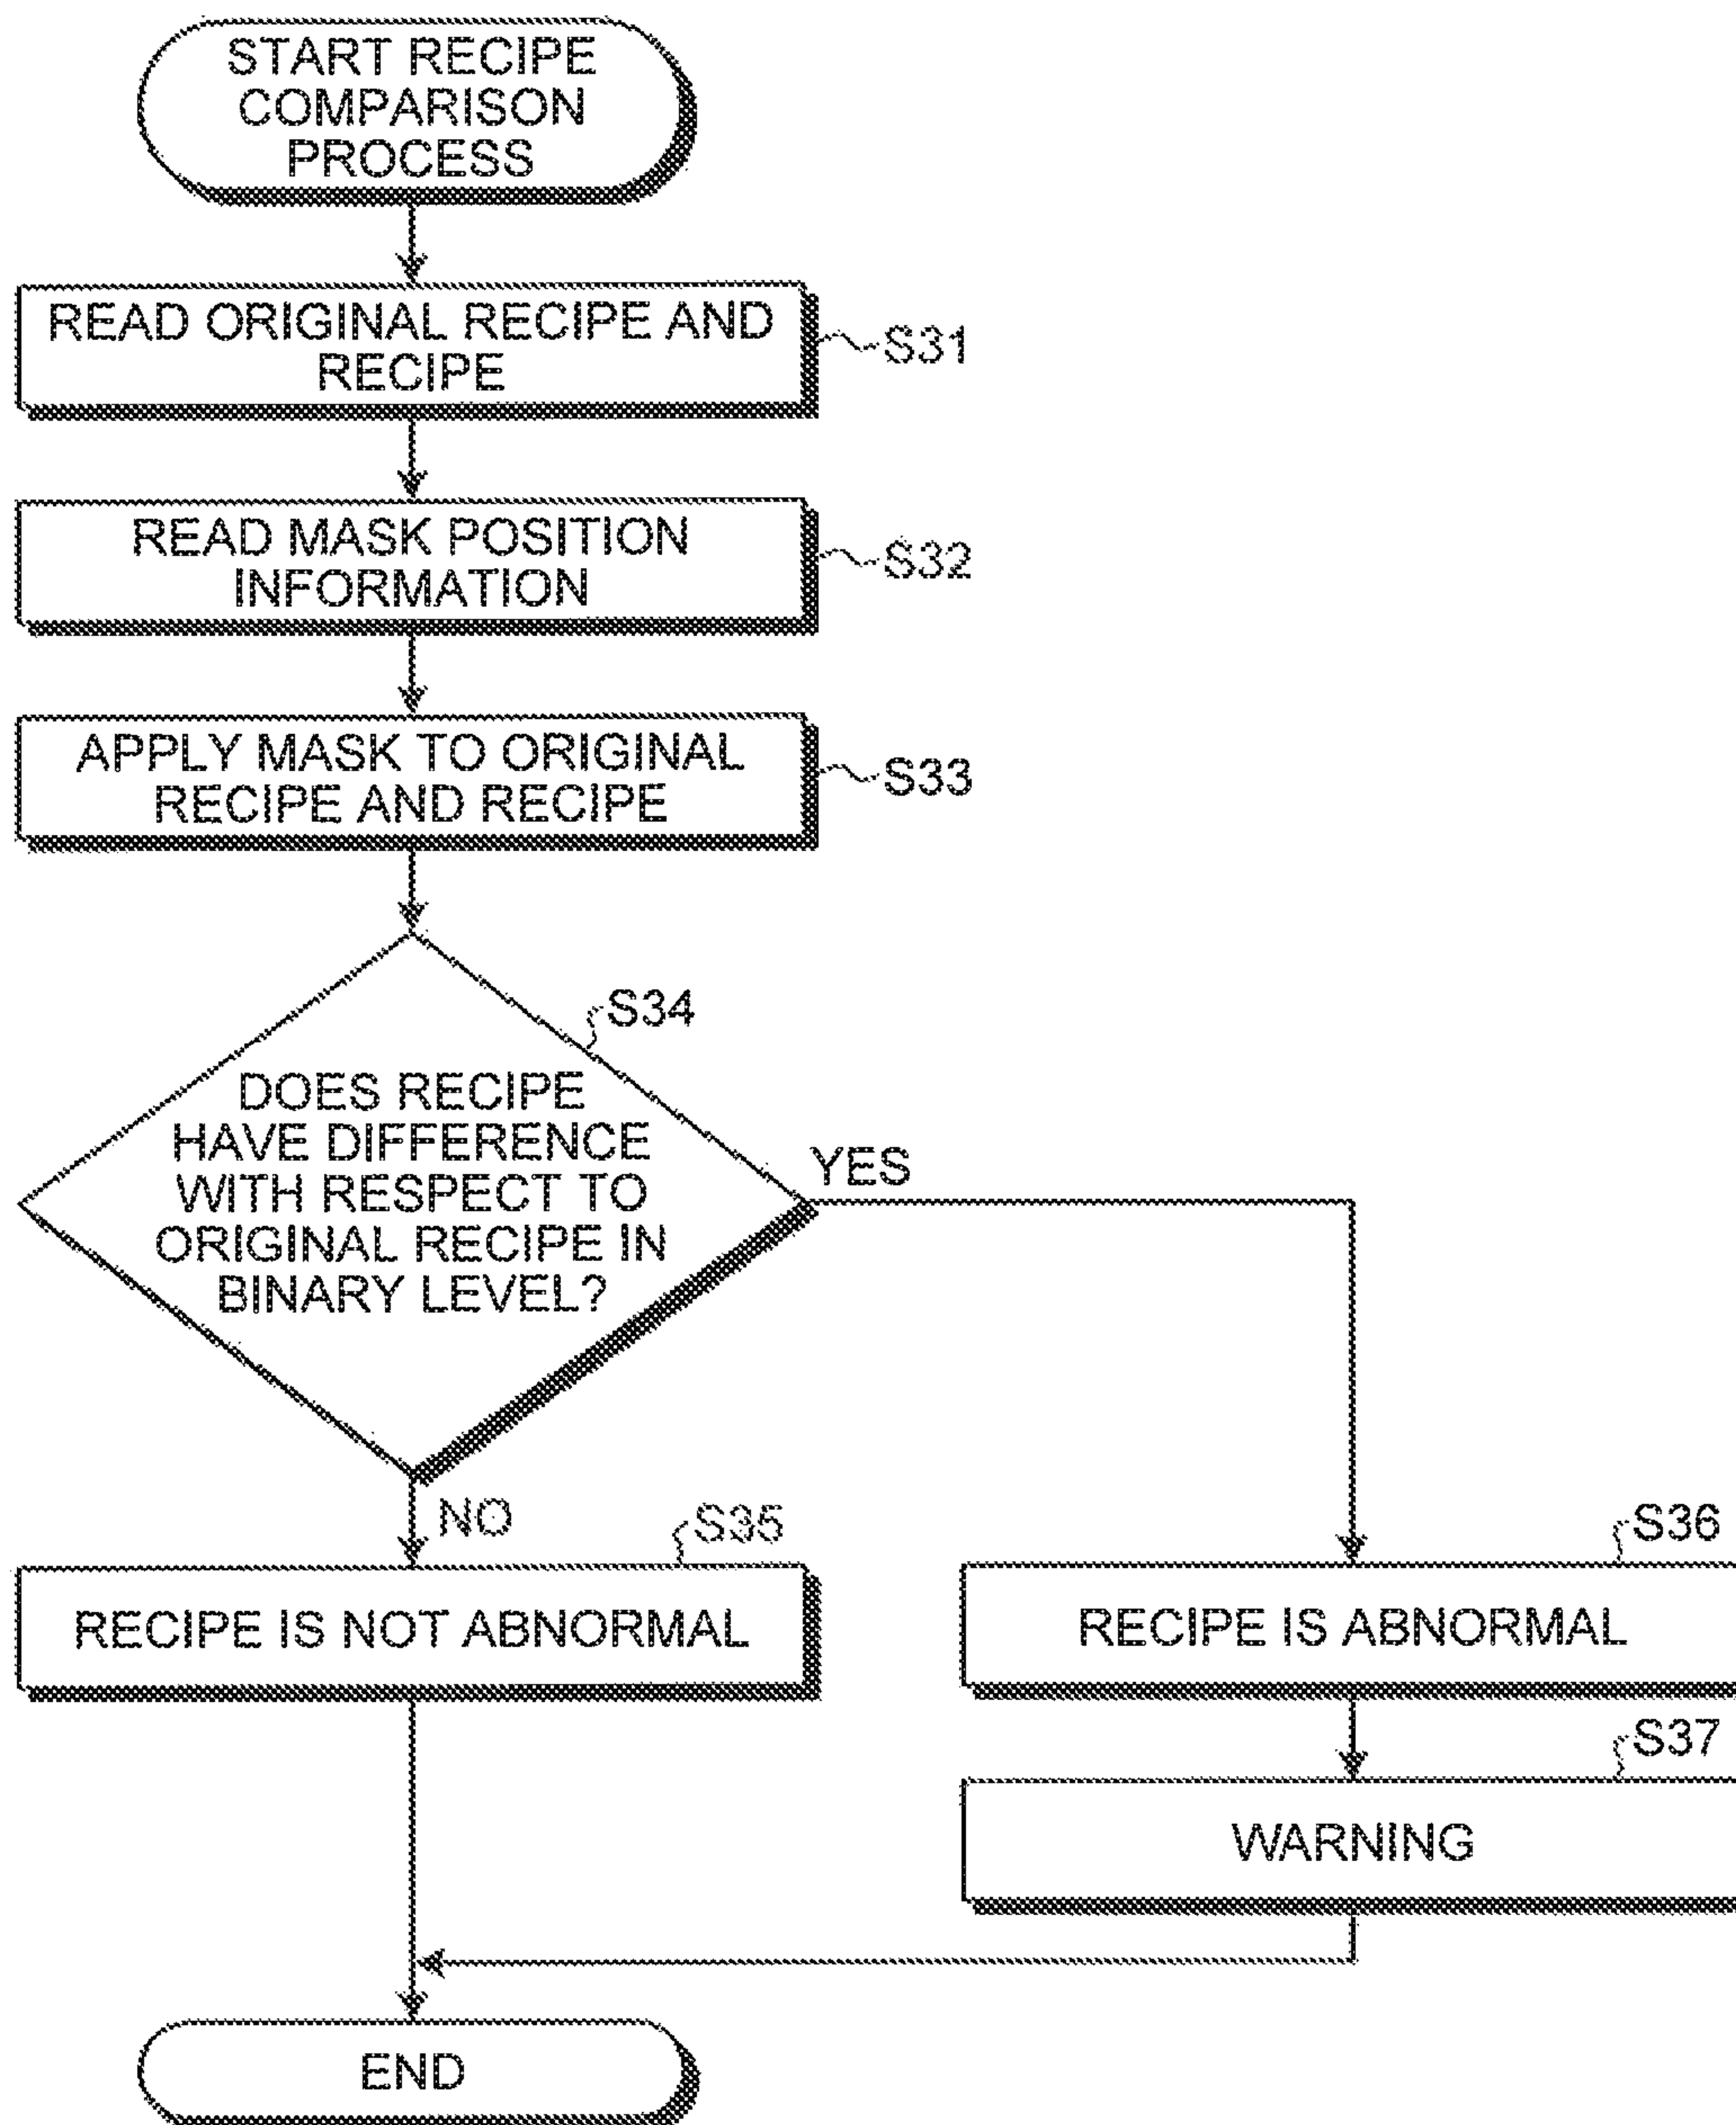 START RECIPE
COMPARISON
PROCESS
READ ORIGINAL RECIPE AND
RECIPE
S31
READ MASK POSITION
INFORMATION
S32
APPLY MASK TO ORIGINAL
RECIPE AND RECIPE
S33
S34
DOES RECIPE
HAVE DIFFERENCE
WITH RESPECT TO
ORIGINAL RECIPE IN
BINARY LEVEL?
YES
NO
S35
RECIPE IS NOT ABNORMAL
S36
RECIPE IS ABNORMAL
S37
WARNING
END